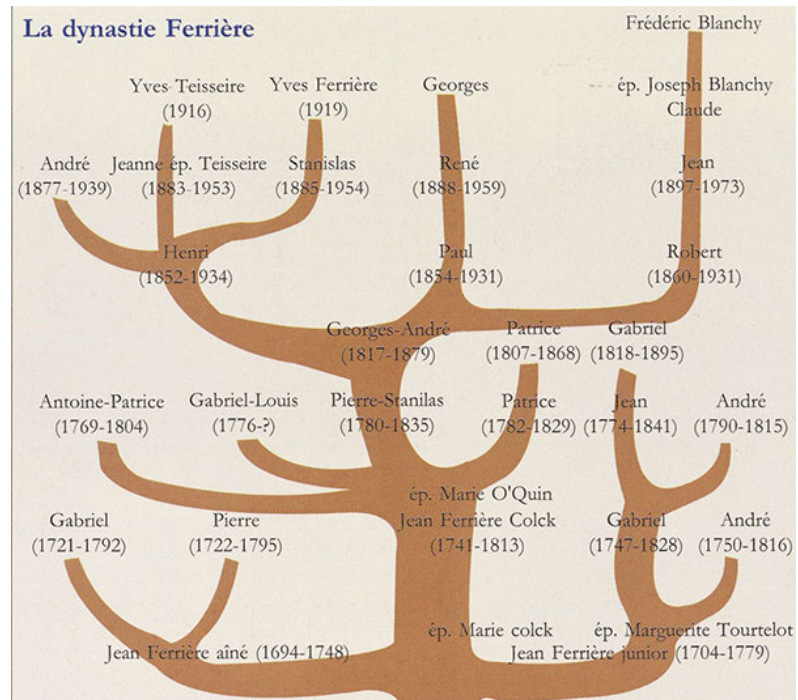 La dynastie Ferrière
Frédéric Blanchy
Yves Teisseire
(1916)
Yves Ferrière
(1919)
Georges
ép. Joseph Blanchy
Claude
André
(1877-1939)
Jeanne ép. Teisseire
(1883-1953)
Stanislas
(1885-1954)
René
(1888-1959)
Jean
(1897-1973)
Henri
(1852-1934)
Paul
(1854-1931)
Robert
(1860-1931)
Georges-André
(1817-1879)
Patrice
(1807-1868)
Gabriel
(1818-1895)
Antoine-Patrice
(1769-1804)
Gabriel-Louis
(1776-?)
Pierre-Stanilas
(1780-1835)
Patrice
(1782-1829)
Jean
(1774-1841)
André
(1790-1815)
ép. Marie O'Quin
Gabriel
(1721-1792)
Pierre
(1722-1795)
Jean Ferrière Colck
(1741-1813)
Gabriel
(1747-1828)
André
(1750-1816)
ép. Marie colck
ép. Marguerite Tourtelot
Jean Ferrière aîné (1694-1748)
Jean Ferrière junior (1704-1779)